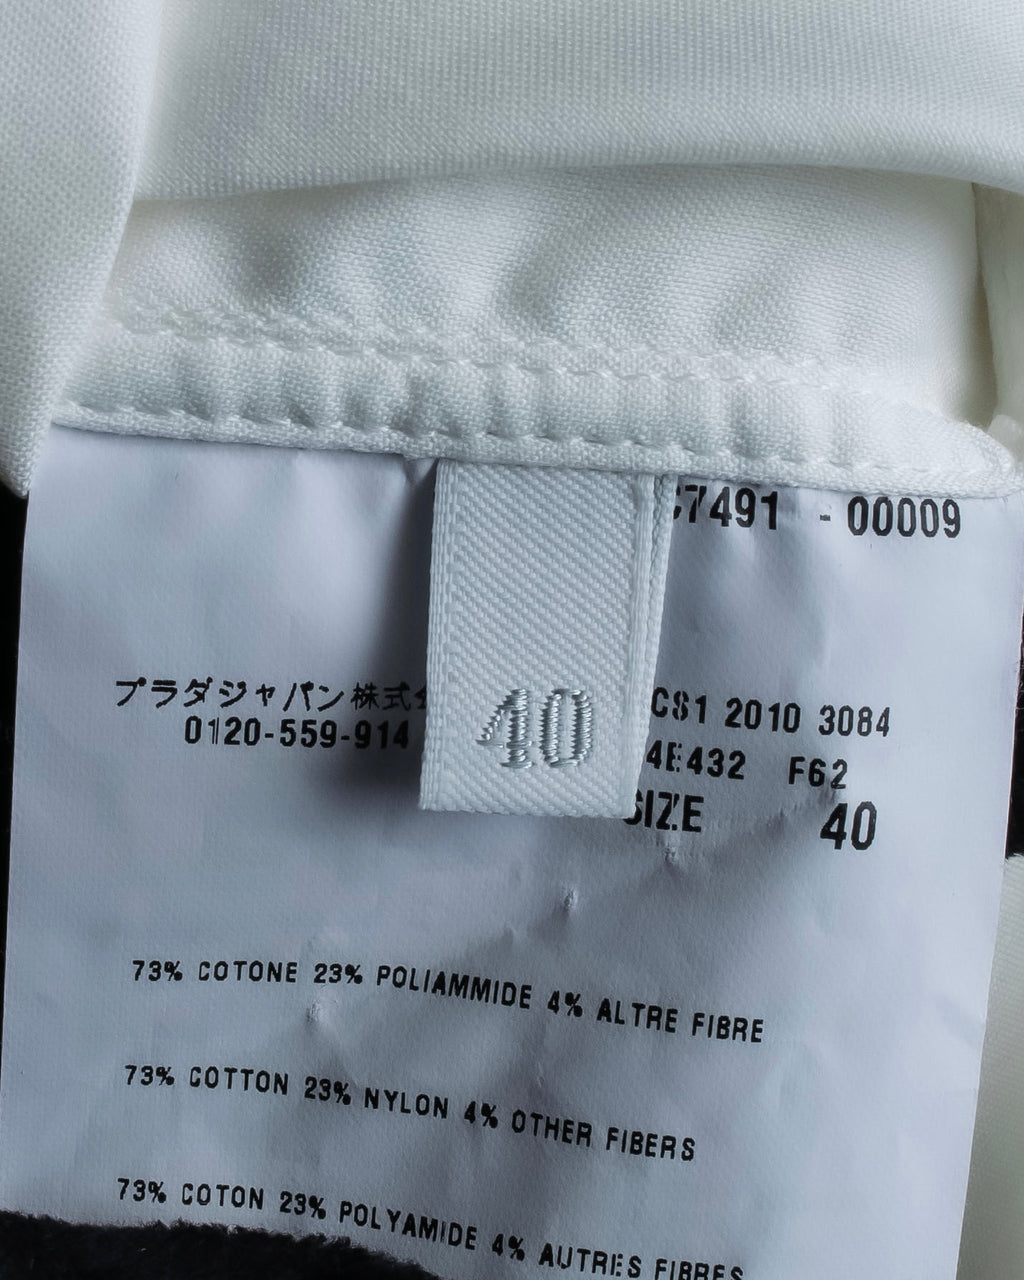 7491 - 00009
プラダジャパン株式
0120-559-914
CS1 2010 3084
4E432 F62
SIZE 40
40
73% COTONE 23% POLIAMMIDE 4% ALTRE FIBRE
73% COTTON 23% NYLON 4% OTHER FIBERS
73% COTON 23% POLYAMIDE 4% AUTRES FIBRES